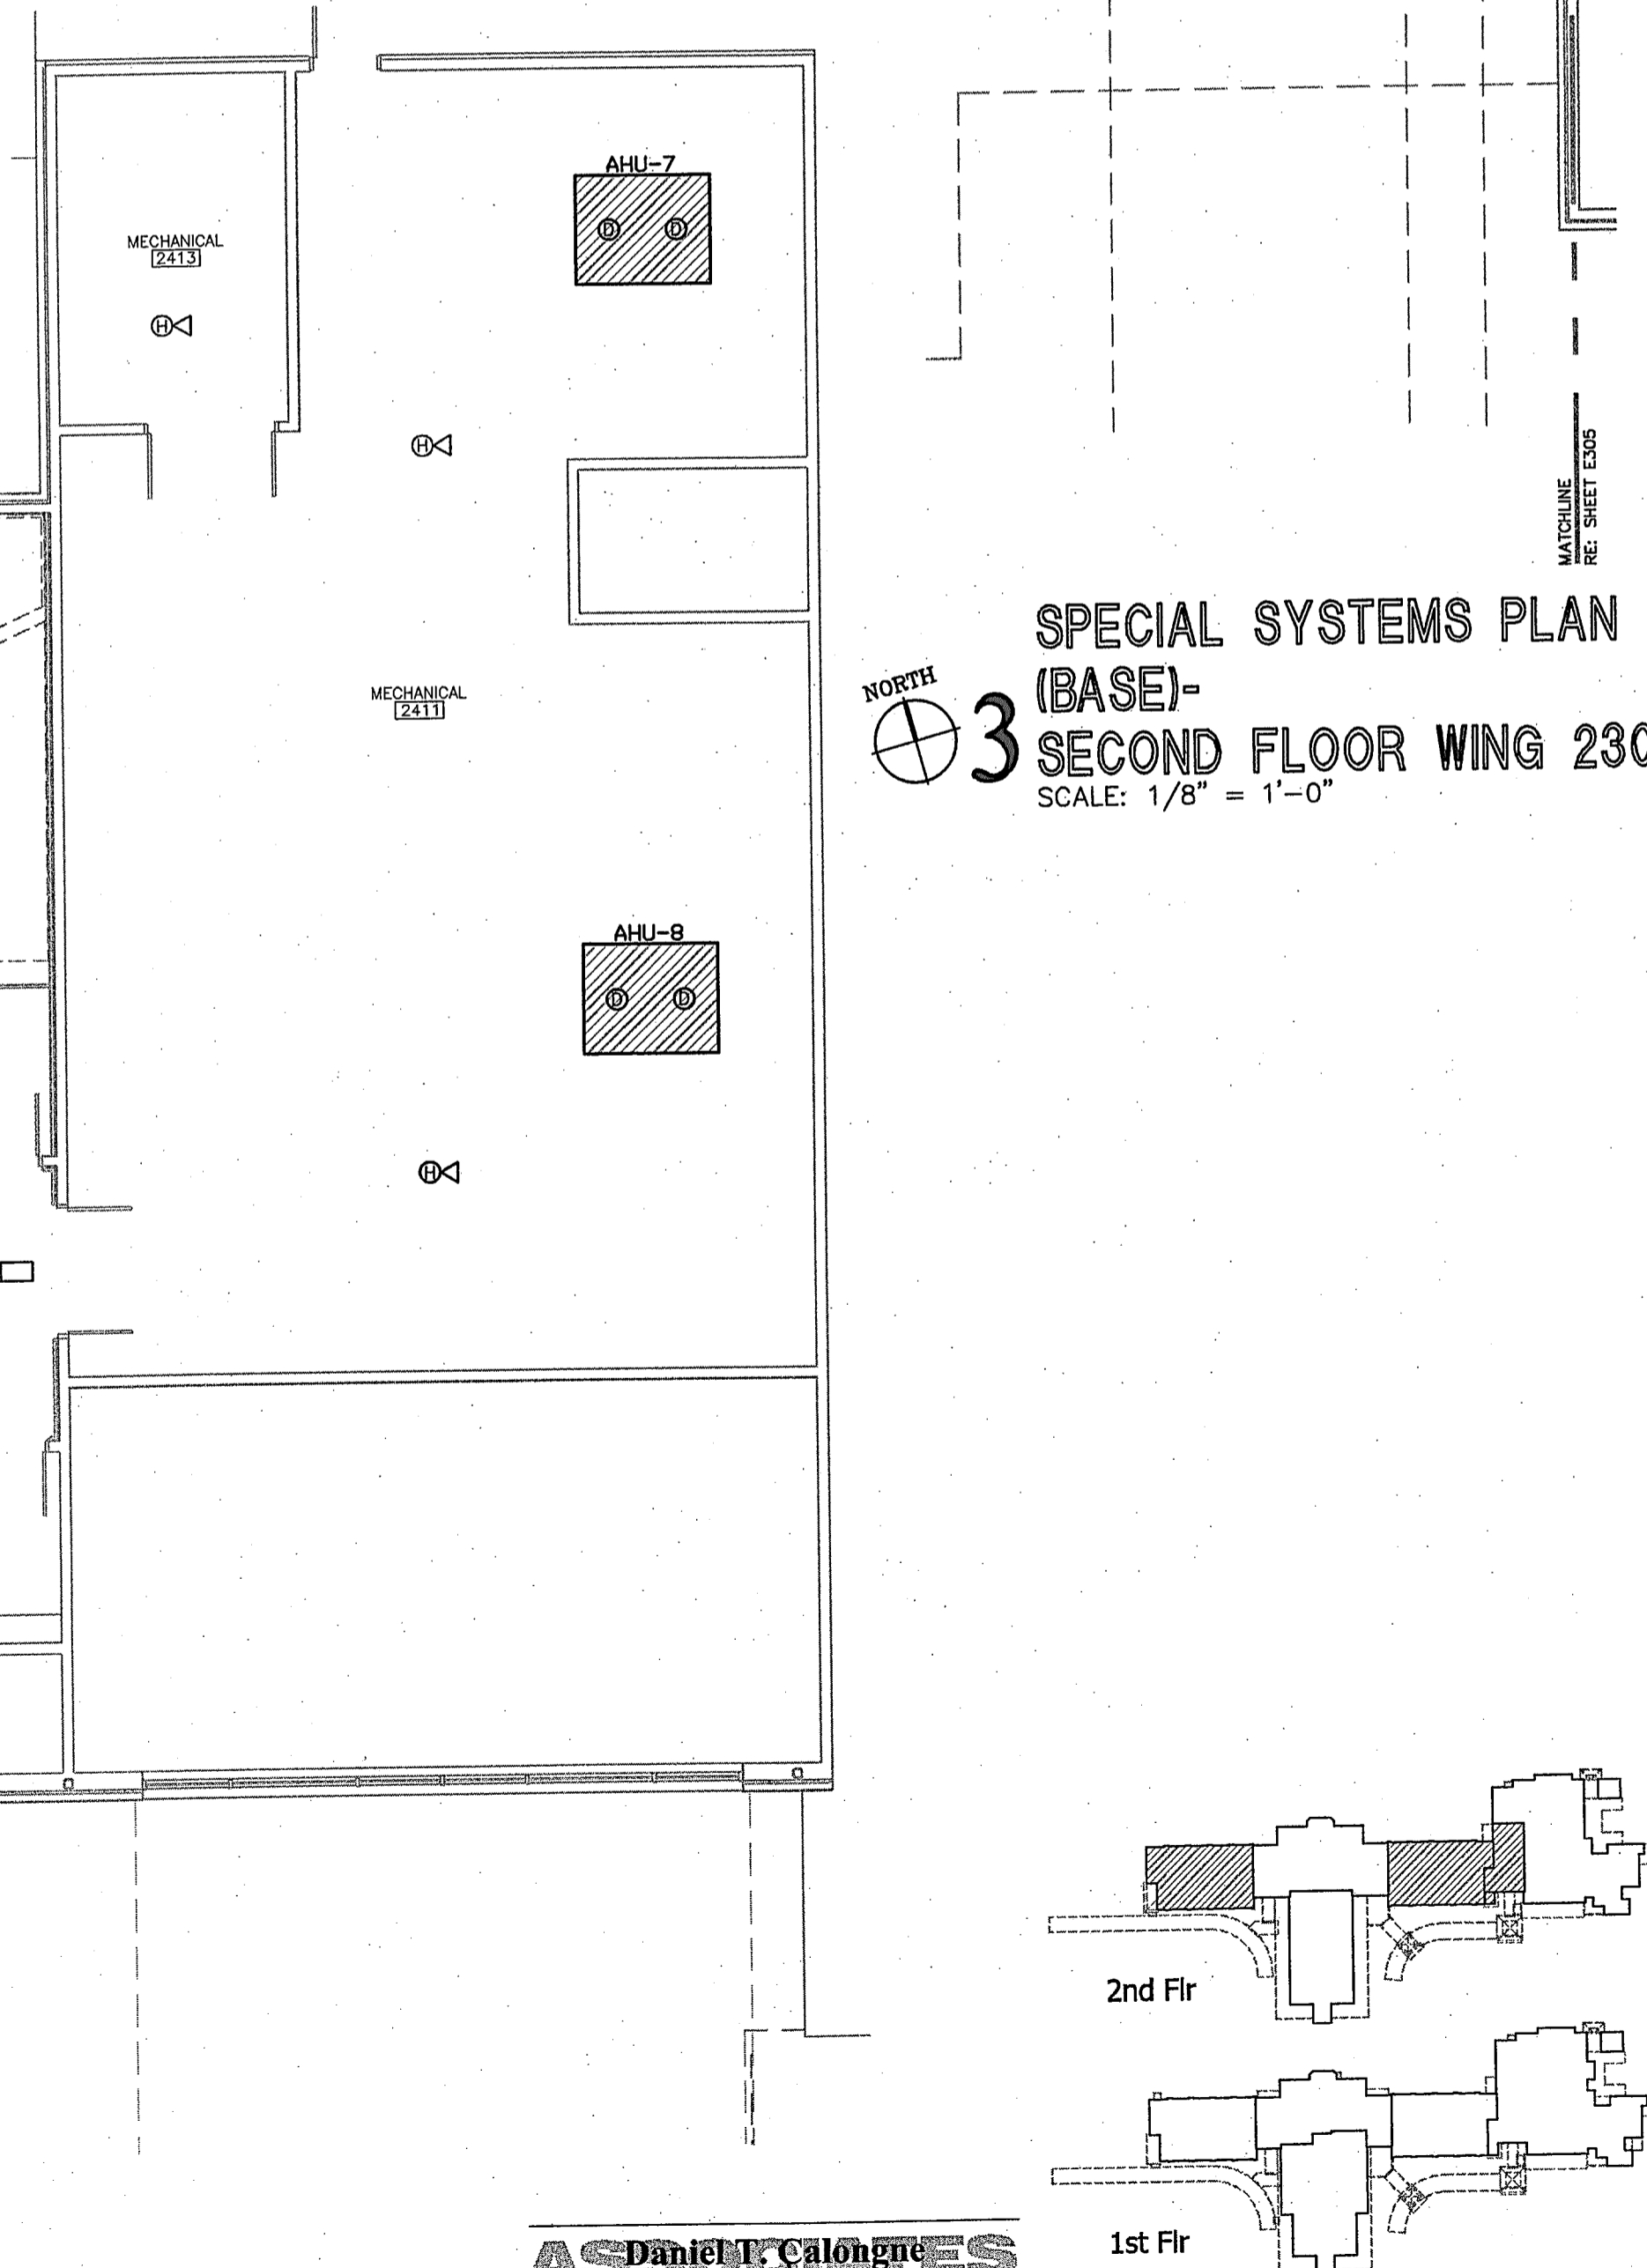 AHU-7
D D
MECHANICAL
2413
H
H
MATCHLINE
RE: SHEET E305
SPECIAL SYSTEMS PLAN
(BASE)-
NORTH
3
SECOND FLOOR WING 230
SCALE: 1/8" = 1'-0"
MECHANICAL
2411
AHU-8
D D
H
2nd Flr
1st Flr
Daniel T. Calongne